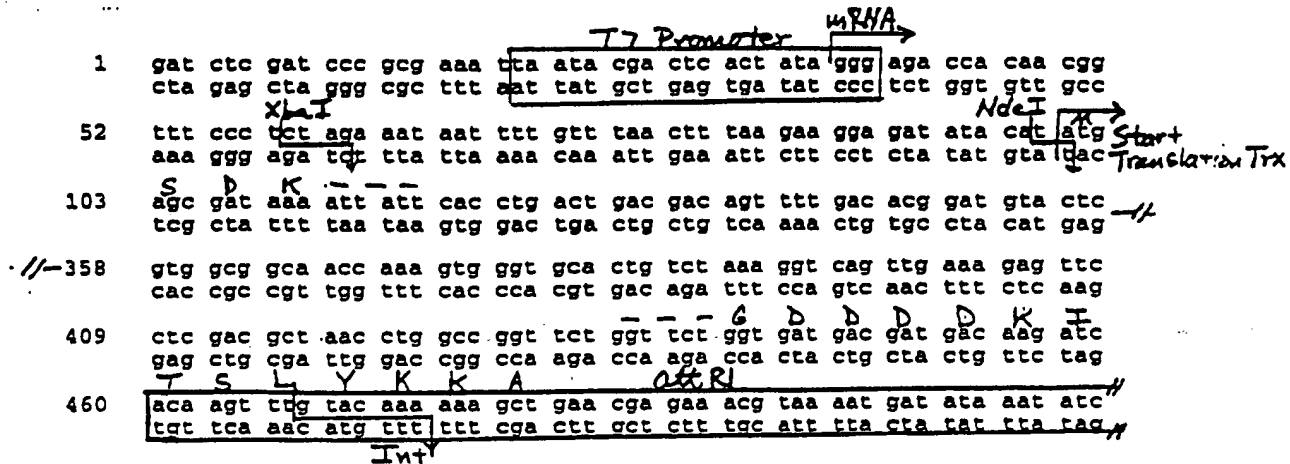 T7 Promoter mRNA
1 gat ctc gat ccc gcg aaa ttaa ata cga ctc act ata ggg aga cca caa cgg
cta gag cta ggg cgc ttt aatt tat gct gag tga tat ccc tct ggt gtt gcc
XbaI NdeI
52 ttt ccc tct aga aat aat ttt gtt taa ctt taa gaa gga gat ata cat atg
aaa ggg aga tct tta tta aaa caa att gaa att ctt cct cta tat gta tac
M
Start
Translation Trx
S D K - - -
103 agc gat aaa att att cac ctg act gac gac agt ttt gac acg gat gta ctc -//
tcg cta ttt taa taa gtg gac tga ctg ctg tca aaa ctg tgc cta cat gag
//-358 gtg gcg gca acc aaa gtg ggt gca ctg tct aaa ggt cag ttg aaa gag ttc
cac cgc cgt tgg ttt cac cca cgt gac aga ttt cca gtc aac ttt ctc aag
- - - G D D D D K I
409 ctc gac gct aac ctg gcc ggt tct ggt tct ggt gat gac gat gac aag atc
gag ctg cga ttg gac cgg cca aga cca aga cca cta ctg cta ctg ttc tag
T S L Y K K A attR1
460 aca agt ttg tac aaa aaa gct gaa cga gaa acg taa aat gat ata aat atc //
tgt tca aac atg ttt ttt cga ctt gct ctt tgc att tta cta tat tta tag //
Int